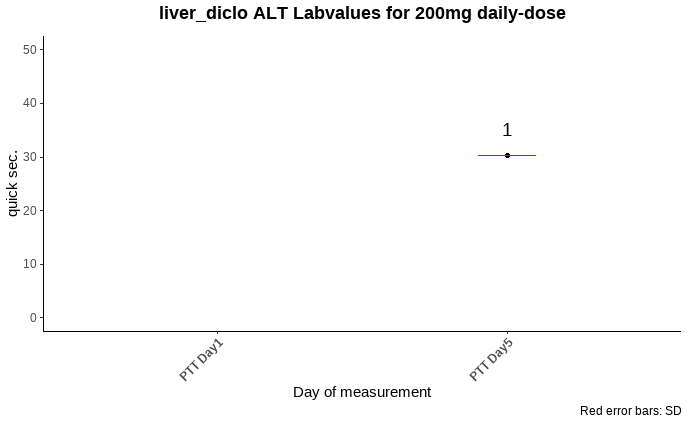 liver_diclo ALT Labvalues for 200mg daily-dose
50
40
30
20
10
0
quick sec.
1
PTT Day1
PTT Day5
Day of measurement
Red error bars: SD